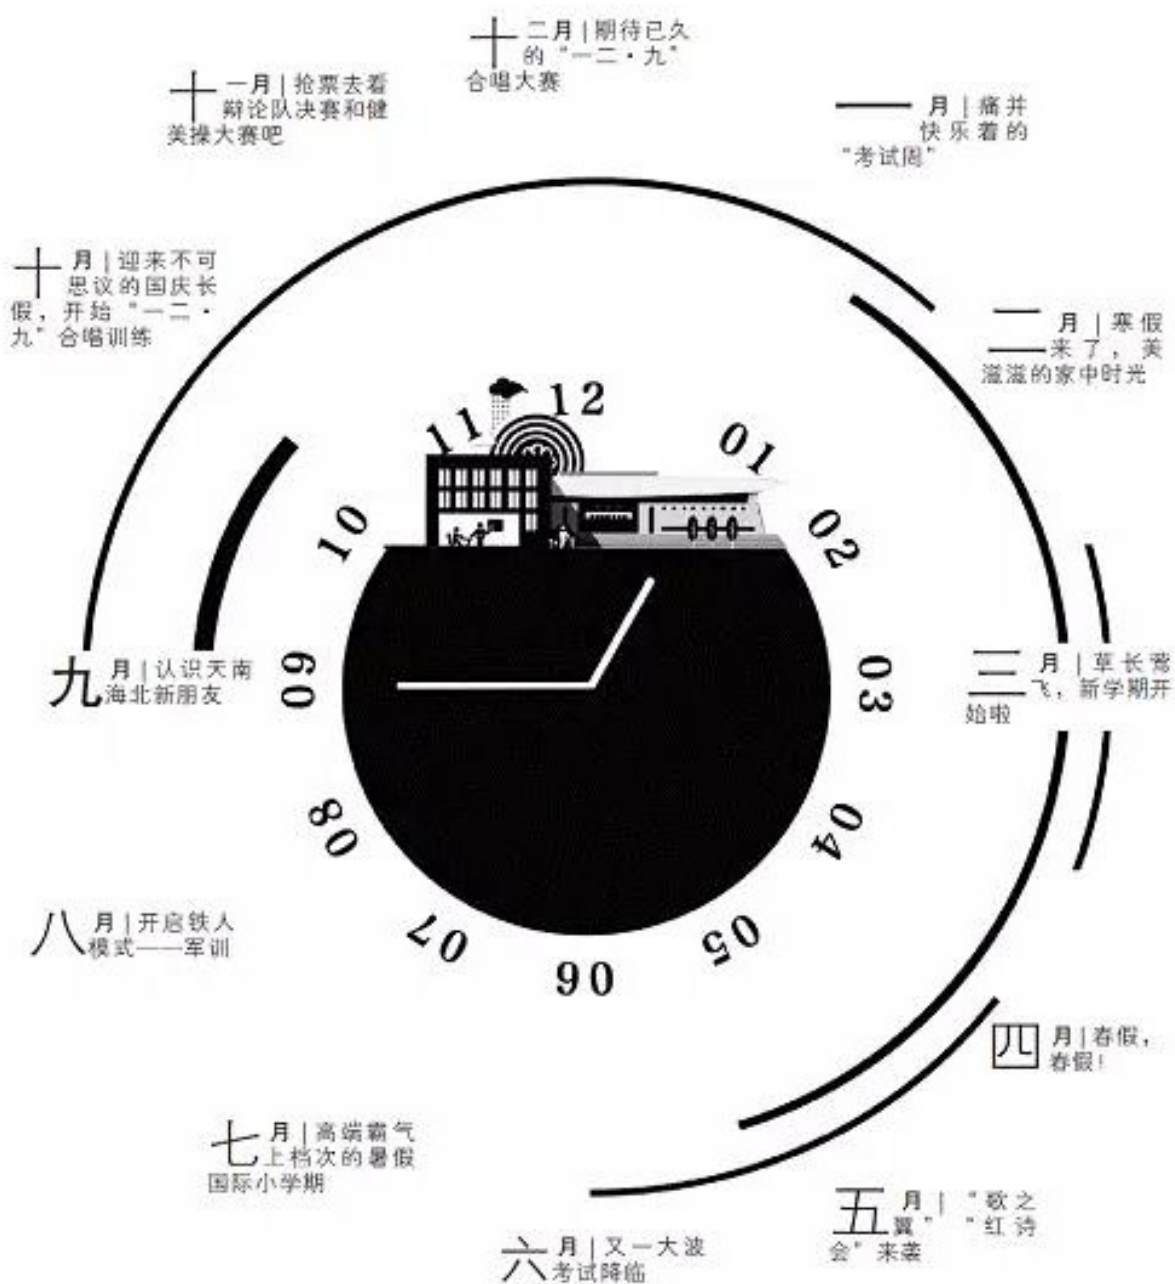 十二月|期待已久
的“一二·九”
合唱大赛
十一月|抢票去看
辩论队决赛和健
美操大赛吧
一月|痛并
快乐着的
“考试周”
十月|迎来不可
思议的国庆长
假，开始“一二·
九”合唱训练
二月|寒假
来了，美
滋滋的家中时光
12
11
01
10
02
九月|认识天南
海北新朋友
09
03
三月|草长莺
飞，新学期开
始啦
08
04
八月|开启铁人
模式——军训
07
05
06
四月|春假，
春假！
七月|高端霸气
上档次的暑假
国际小学期
五月|“歌之
翼”“红诗
会”来袭
六月|又一大波
考试降临